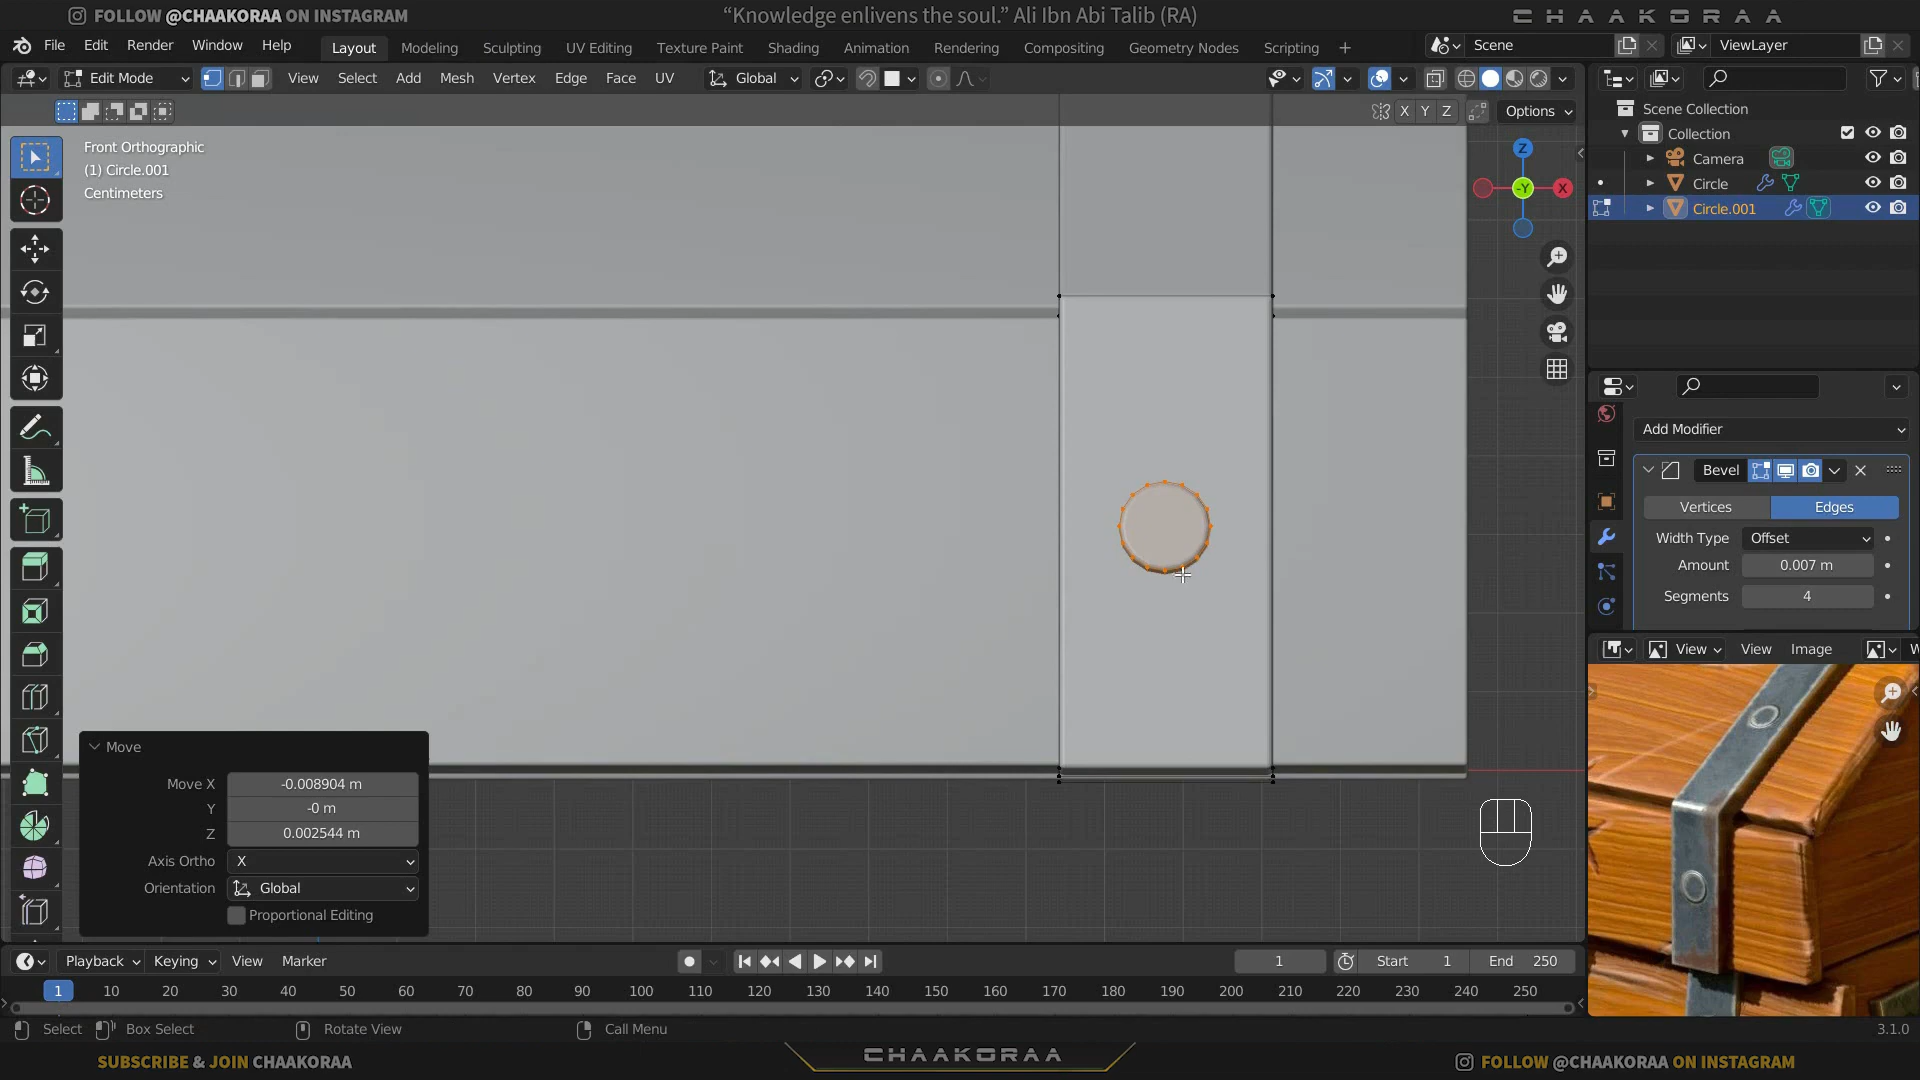 FOLLOW @CHAAKORAA ON INSTAGRAM
“Knowledge enlivens the soul.” Ali Ibn Abi Talib (RA)
CHAAKORAA
File Edit Render Window Help
Layout Modeling Sculpting UV Editing Texture Paint Shading Animation Rendering Compositing Geometry Nodes Scripting
Scene
ViewLayer
Edit Mode
View Select Add Mesh Vertex Edge Face UV
Global
X Y Z
Options
Front Orthographic
(1) Circle.001
Centimeters
Z
-Y
X
Scene Collection
Collection
Camera
Circle
Circle.001
Add Modifier
Bevel
Vertices Edges
Width Type Offset
Amount 0.007 m
Segments 4
View View Image
Move
Move X -0.008904 m
Y -0 m
Z 0.002544 m
Axis Ortho X
Orientation Global
Proportional Editing
Playback Keying View Marker
1
Start 1
End 250
1 10 20 30 40 50 60 70 80 90 100 110 120 130 140 150 160 170 180 190 200 210 220 230 240 250
Select Box Select Rotate View Call Menu
3.1.0
SUBSCRIBE & JOIN CHAAKORAA
CHAAKORAA
FOLLOW @CHAAKORAA ON INSTAGRAM